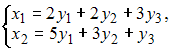 x₁ = 2y₁ + 2y₂ + 3y₃,
x₂ = 5y₁ + 3y₂ + y₃